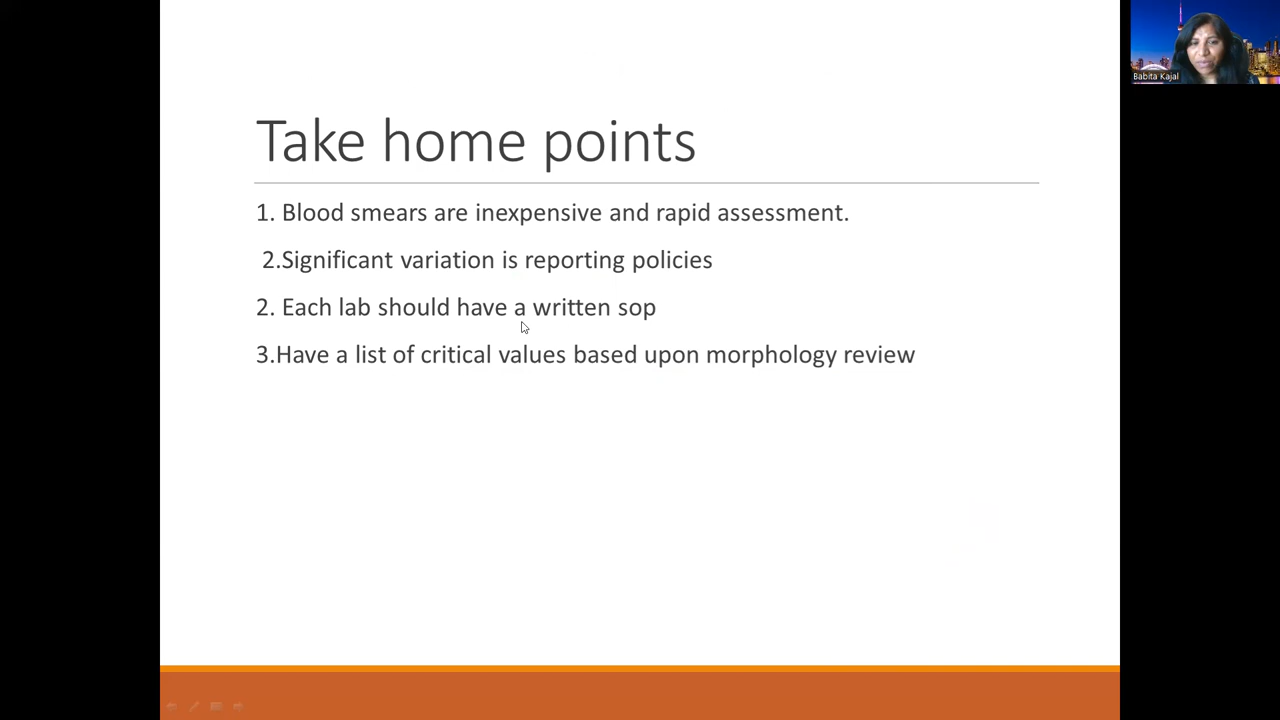 Babita Kajal
Take home points
1. Blood smears are inexpensive and rapid assessment.
2.Significant variation is reporting policies
2. Each lab should have a written sop
3.Have a list of critical values based upon morphology review